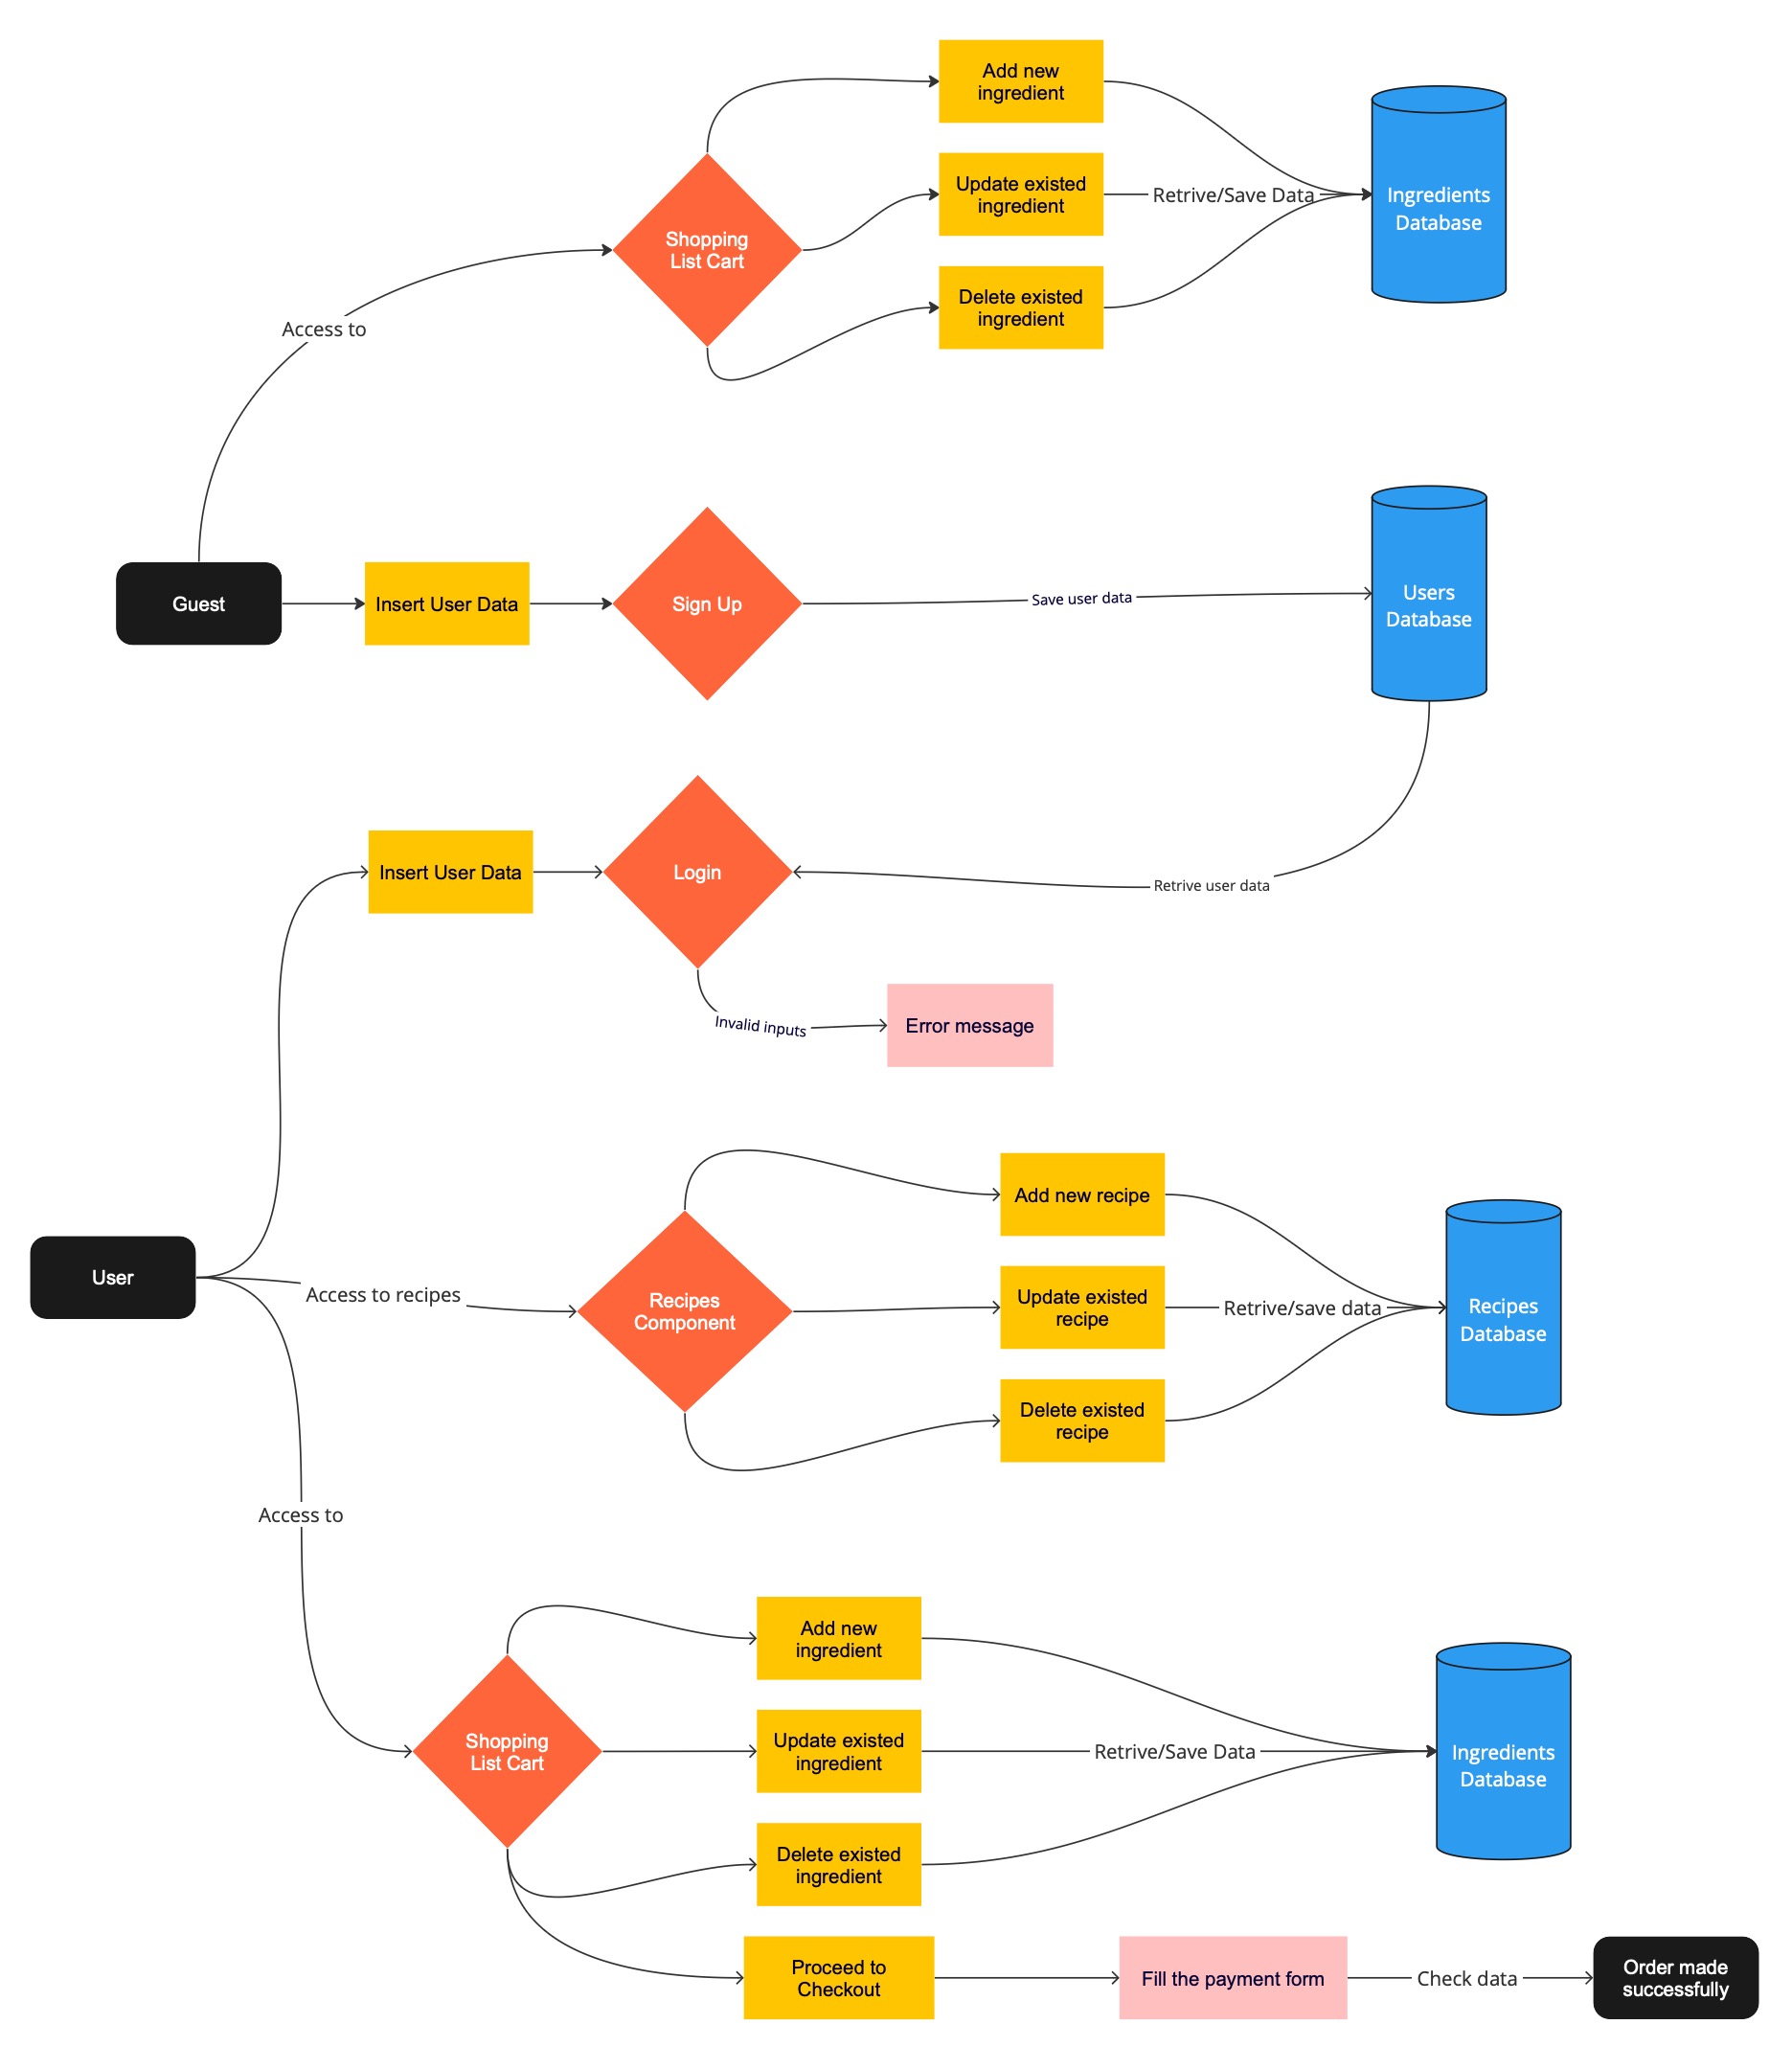 Add new
ingredient
Update existed
ingredient
Retrive/Save Data
Ingredients
Database
Shopping
List Cart
Delete existed
ingredient
Access to
Guest
Insert User Data
Sign Up
Save user data
Users
Database
Insert User Data
Login
Retrive user data
Invalid inputs
Error message
User
Access to recipes
Recipes
Component
Add new recipe
Update existed
recipe
Retrive/save data
Recipes
Database
Delete existed
recipe
Access to
Shopping
List Cart
Add new
ingredient
Update existed
ingredient
Retrive/Save Data
Ingredients
Database
Delete existed
ingredient
Proceed to
Checkout
Fill the payment form
Check data
Order made
successfully